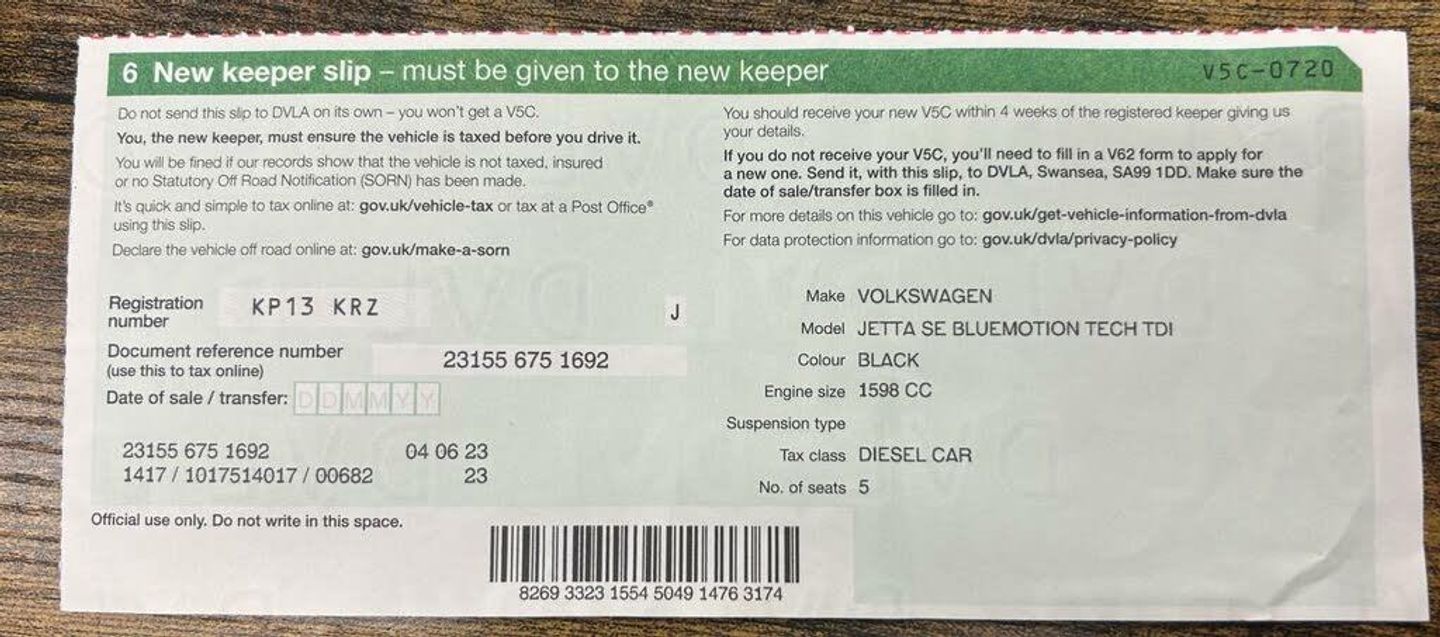 6 New keeper slip – must be given to the new keeper
V5C-0720
Do not send this slip to DVLA on its own – you won't get a V5C.
You, the new keeper, must ensure the vehicle is taxed before you drive it.
You will be fined if our records show that the vehicle is not taxed, insured
or no Statutory Off Road Notification (SORN) has been made.
It's quick and simple to tax online at: gov.uk/vehicle-tax or tax at a Post Office®
using this slip.
Declare the vehicle off road online at: gov.uk/make-a-sorn
You should receive your new V5C within 4 weeks of the registered keeper giving us
your details.
If you do not receive your V5C, you'll need to fill in a V62 form to apply for
a new one. Send it, with this slip, to DVLA, Swansea, SA99 1DD. Make sure the
date of sale/transfer box is filled in.
For more details on this vehicle go to: gov.uk/get-vehicle-information-from-dvla
For data protection information go to: gov.uk/dvla/privacy-policy
Registration
number
KP13 KRZ
J
Document reference number
(use this to tax online)
23155 675 1692
Date of sale / transfer: D D M M Y Y
23155 675 1692 04 06 23
1417 / 1017514017 / 00682 23
Make VOLKSWAGEN
Model JETTA SE BLUEMOTION TECH TDI
Colour BLACK
Engine size 1598 CC
Suspension type
Tax class DIESEL CAR
No. of seats 5
Official use only. Do not write in this space.
8269 3323 1554 5049 1476 3174